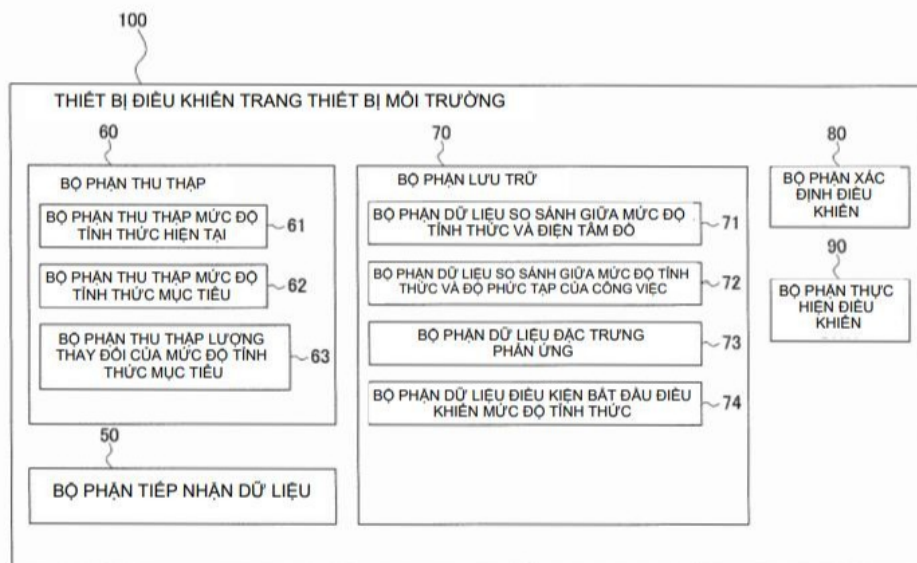 100
THIẾT BỊ ĐIỀU KHIỂN TRANG THIẾT BỊ MÔI TRƯỜNG
60
BỘ PHẬN THU THẬP
BỘ PHẬN THU THẬP MỨC ĐỘ
TỈNH THỨC HIỆN TẠI
61
BỘ PHẬN THU THẬP MỨC ĐỘ
TỈNH THỨC MỤC TIÊU
62
BỘ PHẬN THU THẬP LƯỢNG
THAY ĐỔI CỦA MỨC ĐỘ TỈNH
THỨC MỤC TIÊU
63
50
BỘ PHẬN TIẾP NHẬN DỮ LIỆU
70
BỘ PHẬN LƯU TRỮ
BỘ PHẬN DỮ LIỆU SO SÁNH GIỮA MỨC ĐỘ
TỈNH THỨC VÀ ĐIỆN TÂM ĐỒ
71
BỘ PHẬN DỮ LIỆU SO SÁNH GIỮA MỨC ĐỘ TỈNH
THỨC VÀ ĐỘ PHỨC TẠP CỦA CÔNG VIỆC
72
BỘ PHẬN DỮ LIỆU ĐẶC TRƯNG
PHẢN ỨNG
73
BỘ PHẬN DỮ LIỆU ĐIỀU KIỆN BẮT ĐẦU ĐIỀU
KHIỂN MỨC ĐỘ TỈNH THỨC
74
80
BỘ PHẬN XÁC
ĐỊNH ĐIỀU
KHIỂN
90
BỘ PHẬN THỰC
HIỆN ĐIỀU
KHIỂN